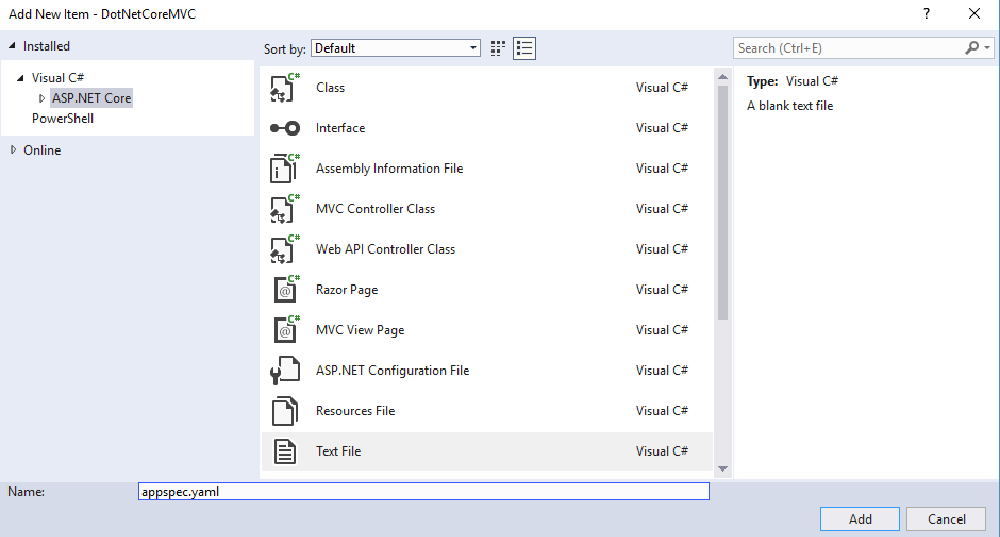 Add New Item - DotNetCoreMVC ?
Installed
Sort by: Default
Search (Ctrl+E)
Visual C#
ASP.NET Core
PowerShell
Online
C# Class Visual C#
Interface Visual C#
C# i Assembly Information File Visual C#
C# MVC Controller Class Visual C#
C# Web API Controller Class Visual C#
C# @ Razor Page Visual C#
C# @ MVC View Page Visual C#
ASP.NET Configuration File Visual C#
Resources File Visual C#
Text File Visual C#
Type: Visual C#
A blank text file
Name: appspec.yaml
Add Cancel